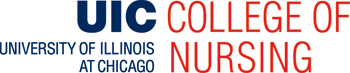 UIC
UNIVERSITY OF ILLINOIS
AT CHICAGO
COLLEGE OF
NURSING